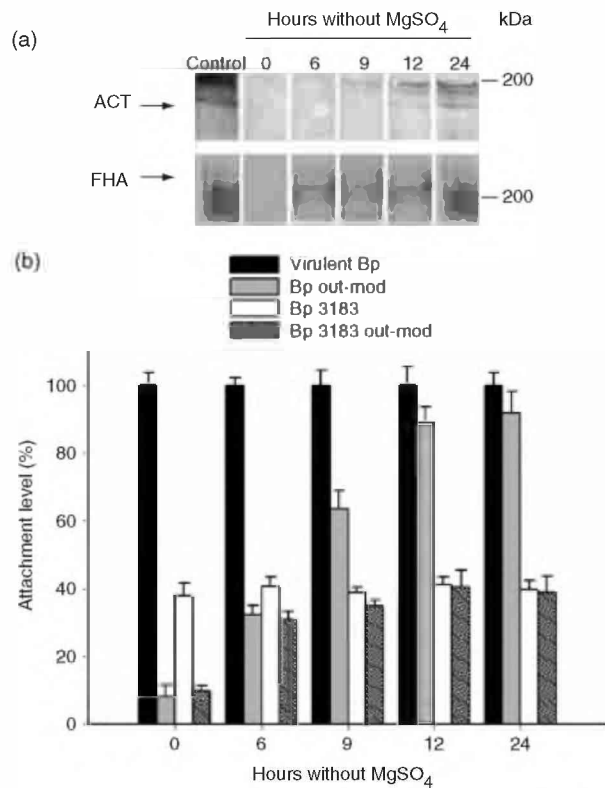 Hours without MgSO4
kDa
(a)
Control 0 6 9 12 24
200
ACT
FHA
200
(b)
Virulent Bp
Bp out-mod
Bp 3183
Bp 3183 out-mod
Attachment level (%)
100
80
60
40
20
0
0 6 9 12 24
Hours without MgSO4